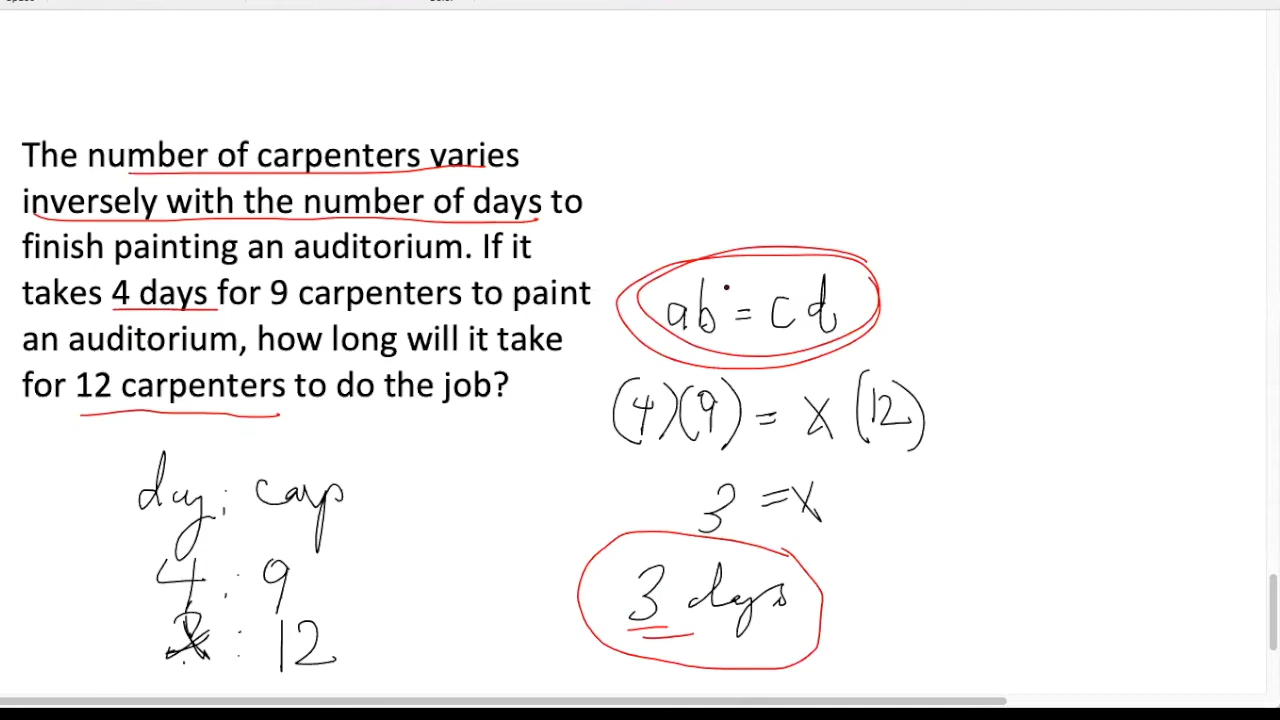 The number of carpenters varies
inversely with the number of days to
finish painting an auditorium. If it
takes 4 days for 9 carpenters to paint
an auditorium, how long will it take
for 12 carpenters to do the job?
ab = cd
(4)(9) = x (12)
3 = x
3 days
day : carp
4 : 9
: 12